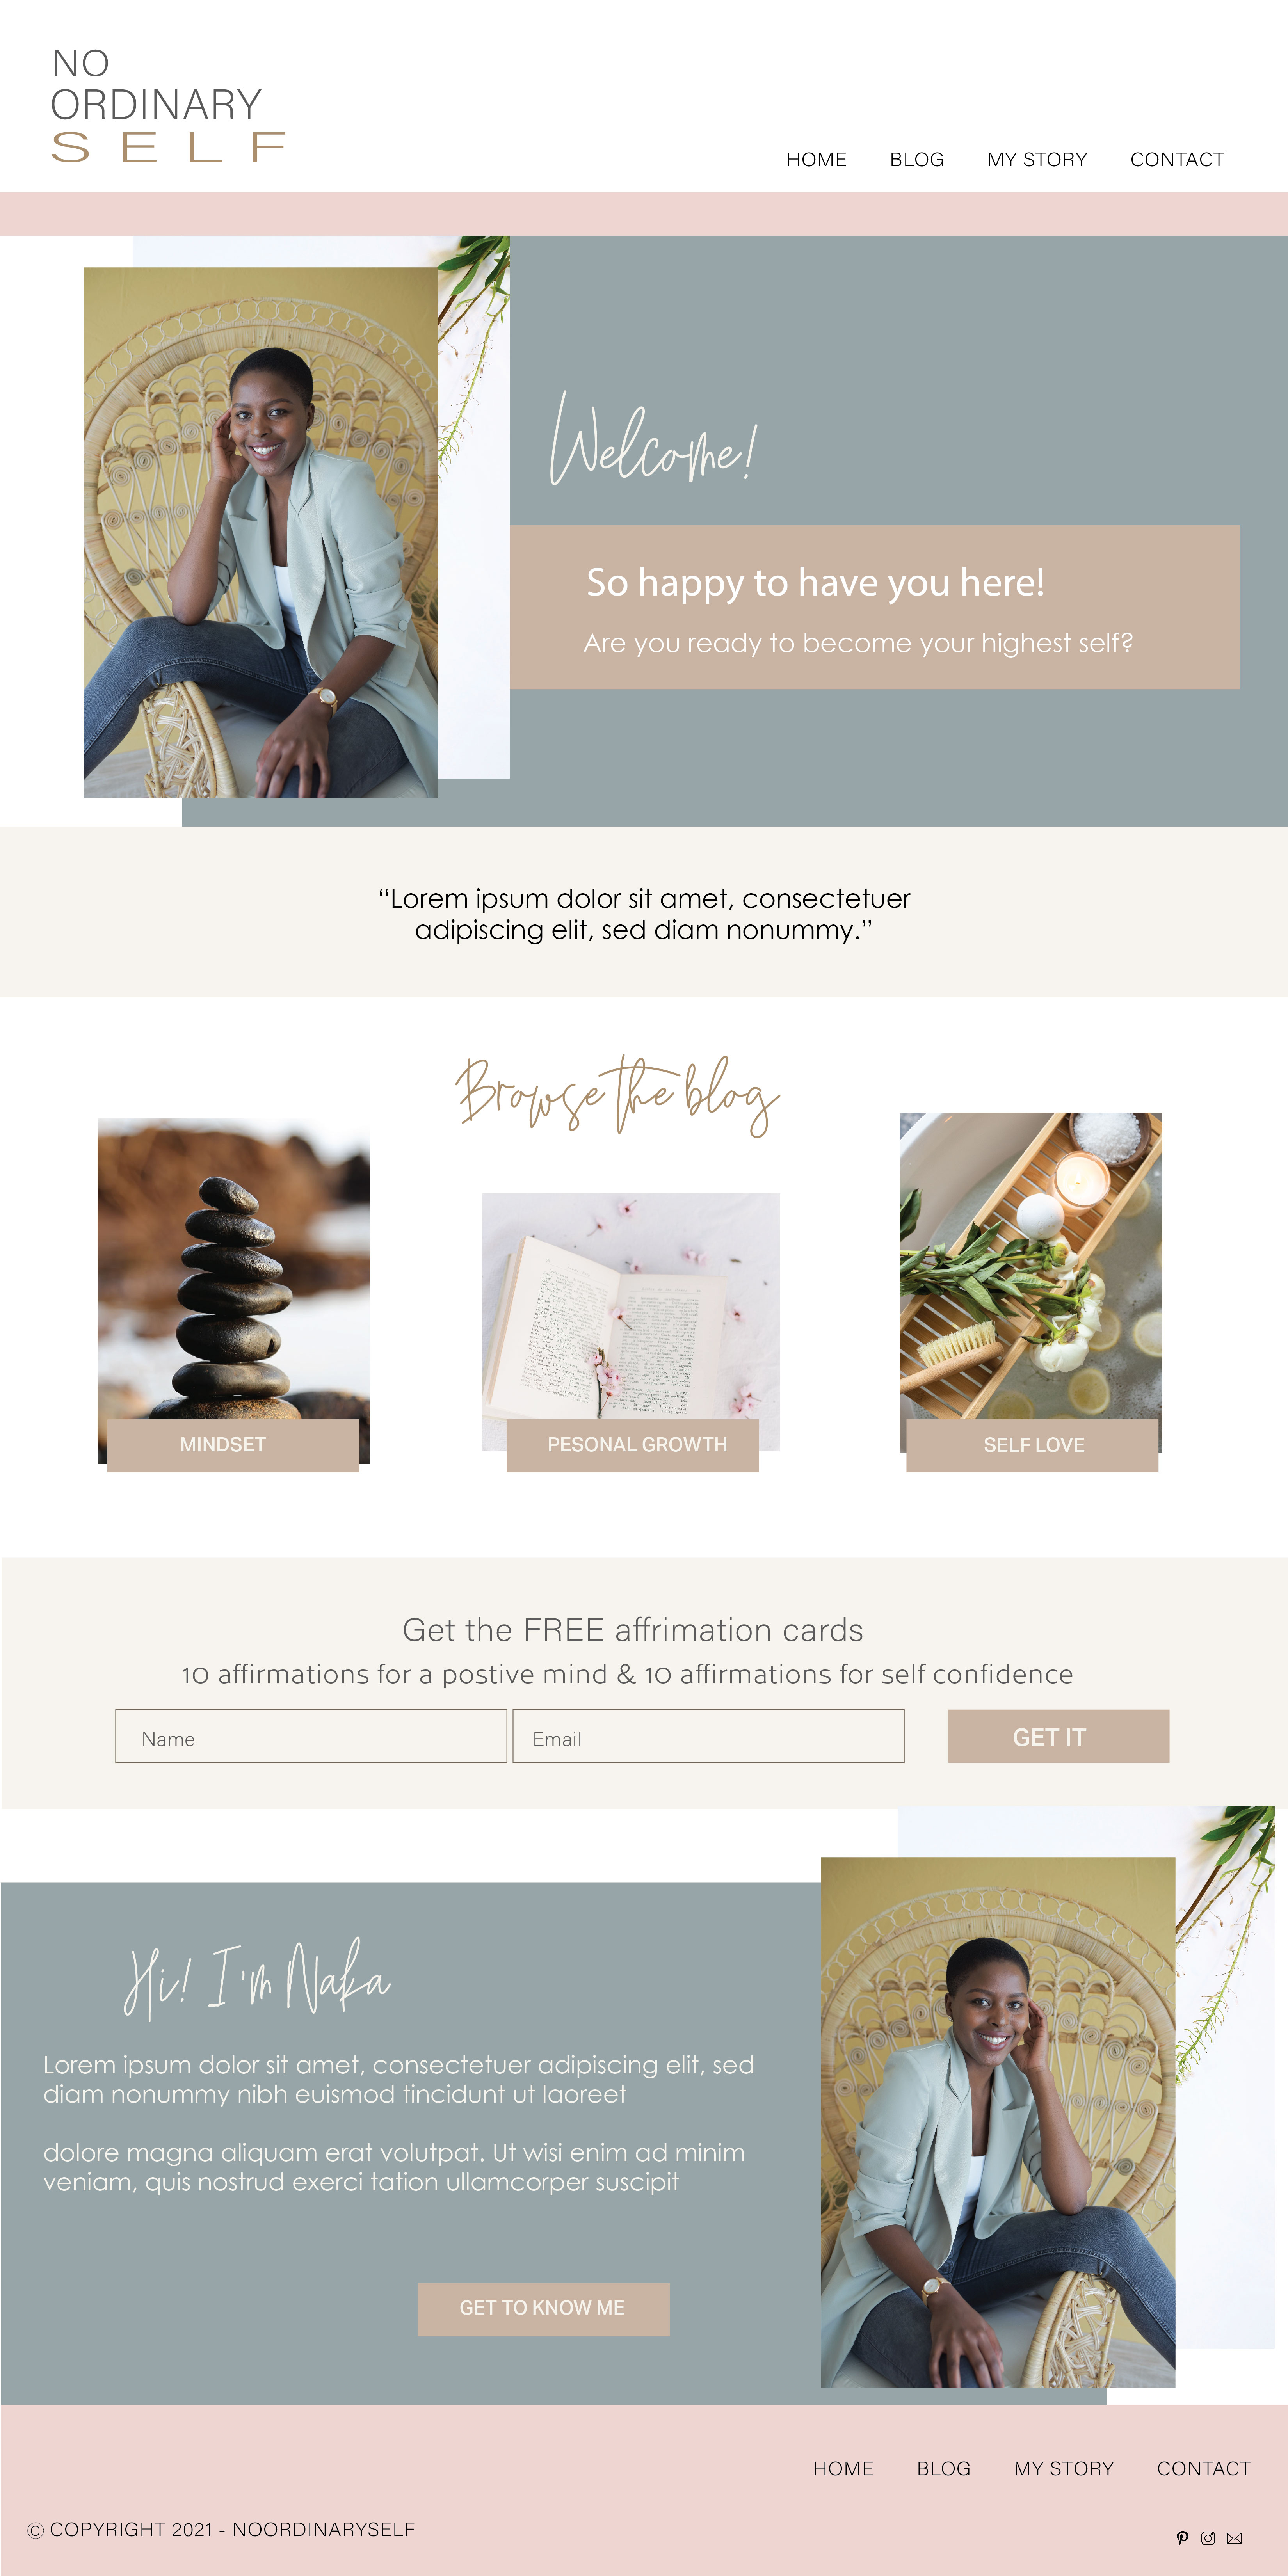 NO
ORDINARY
SELF
HOME BLOG MY STORY CONTACT
Welcome!
So happy to have you here!
Are you ready to become your highest self?
“Lorem ipsum dolor sit amet, consectetuer
adipiscing elit, sed diam nonummy.”
Browse the blog
MINDSET
PESONAL GROWTH
SELF LOVE
Get the FREE affrimation cards
10 affirmations for a postive mind & 10 affirmations for self confidence
Name
Email
GET IT
Hi! I'm Naka
Lorem ipsum dolor sit amet, consectetuer adipiscing elit, sed
diam nonummy nibh euismod tincidunt ut laoreet
dolore magna aliquam erat volutpat. Ut wisi enim ad minim
veniam, quis nostrud exerci tation ullamcorper suscipit
GET TO KNOW ME
HOME BLOG MY STORY CONTACT
© COPYRIGHT 2021 - NOORDINARYSELF